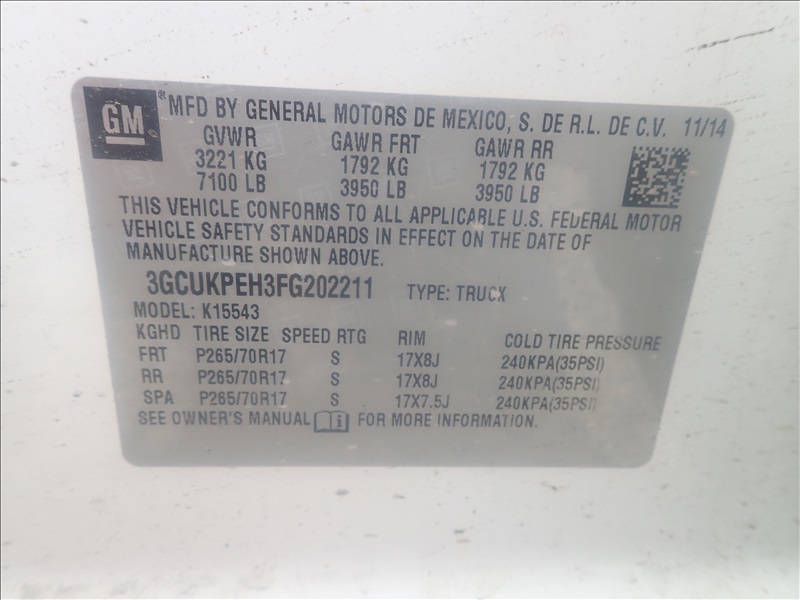 GM
MFD BY GENERAL MOTORS DE MEXICO, S. DE R.L. DE C.V. 11/14
GVWR GAWR FRT GAWR RR
3221 KG 1792 KG 1792 KG
7100 LB 3950 LB 3950 LB
THIS VEHICLE CONFORMS TO ALL APPLICABLE U.S. FEDERAL MOTOR
VEHICLE SAFETY STANDARDS IN EFFECT ON THE DATE OF
MANUFACTURE SHOWN ABOVE.
3GCUKPEH3FG202211 TYPE: TRUCK
MODEL: K15543
KGHD TIRE SIZE SPEED RTG RIM COLD TIRE PRESSURE
FRT P265/70R17 S 17X8J 240KPA(35PSI)
RR P265/70R17 S 17X8J 240KPA(35PSI)
SPA P265/70R17 S 17X7.5J 240KPA(35PSI)
SEE OWNER'S MANUAL i FOR MORE INFORMATION.